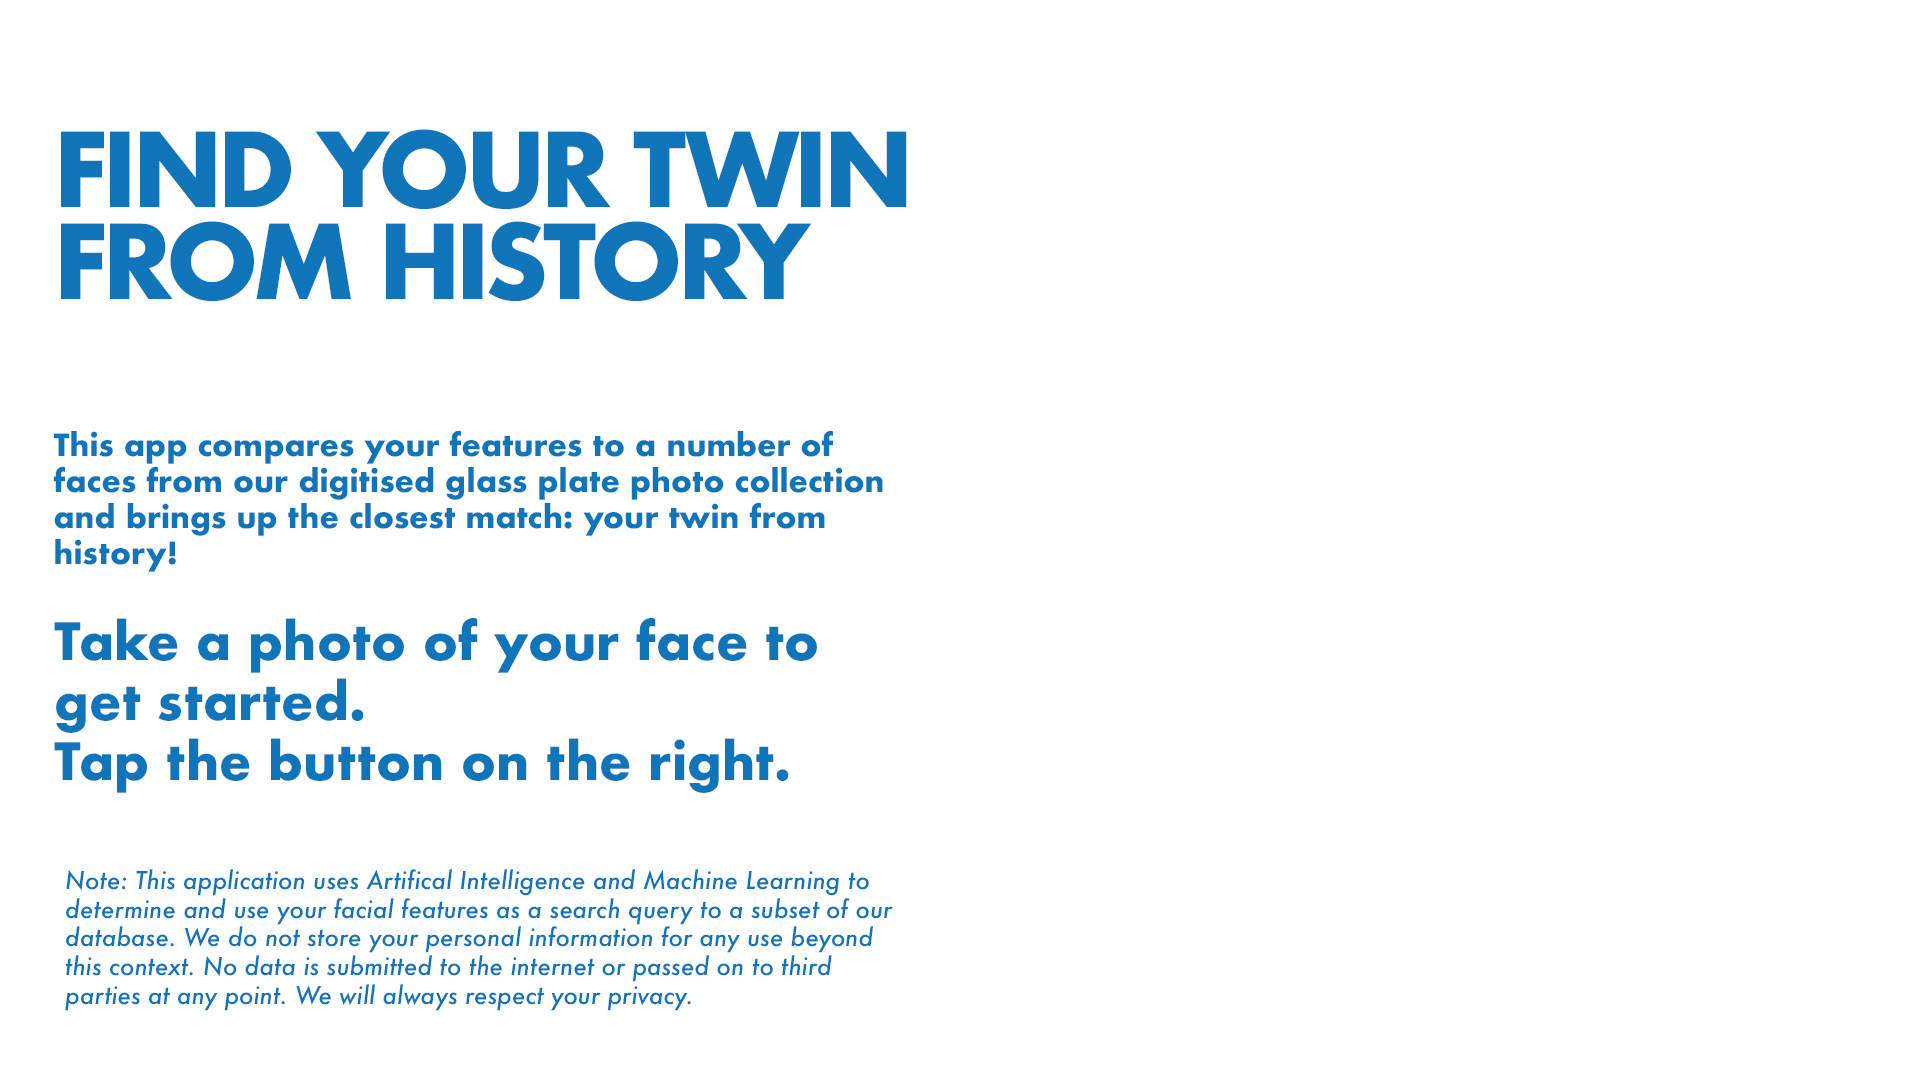 FIND YOUR TWIN
FROM HISTORY
This app compares your features to a number of
faces from our digitised glass plate photo collection
and brings up the closest match: your twin from
history!
Take a photo of your face to
get started.
Tap the button on the right.
Note: This application uses Artifical Intelligence and Machine Learning to
determine and use your facial features as a search query to a subset of our
database. We do not store your personal information for any use beyond
this context. No data is submitted to the internet or passed on to third
parties at any point. We will always respect your privacy.